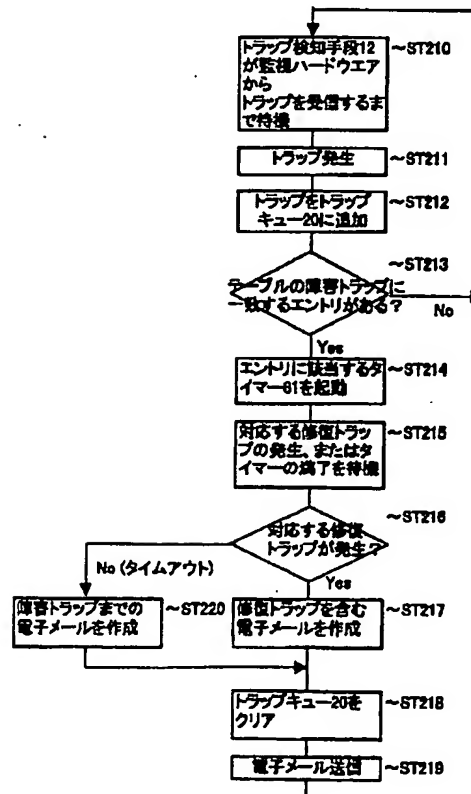 トラップ検知手段12
が監視ハードウエア
から
トラップを受信するま
で待機
~ST210
トラップ発生
~ST211
トラップをトラップ
キュー20に追加
~ST212
~ST213
テーブルの障害トラップに
一致するエントリがある?
No
Yes
エントリに該当するタ
イマー61を起動
~ST214
対応する修復トラッ
プの発生、またはタ
イマーの満了を待機
~ST215
~ST216
対応する修復
トラップが発生?
No (タイムアウト)
Yes
障害トラップまでの
電子メールを作成
~ST220
修復トラップを含む
電子メールを作成
~ST217
トラップキュー20を
クリア
~ST218
電子メール送信
~ST219